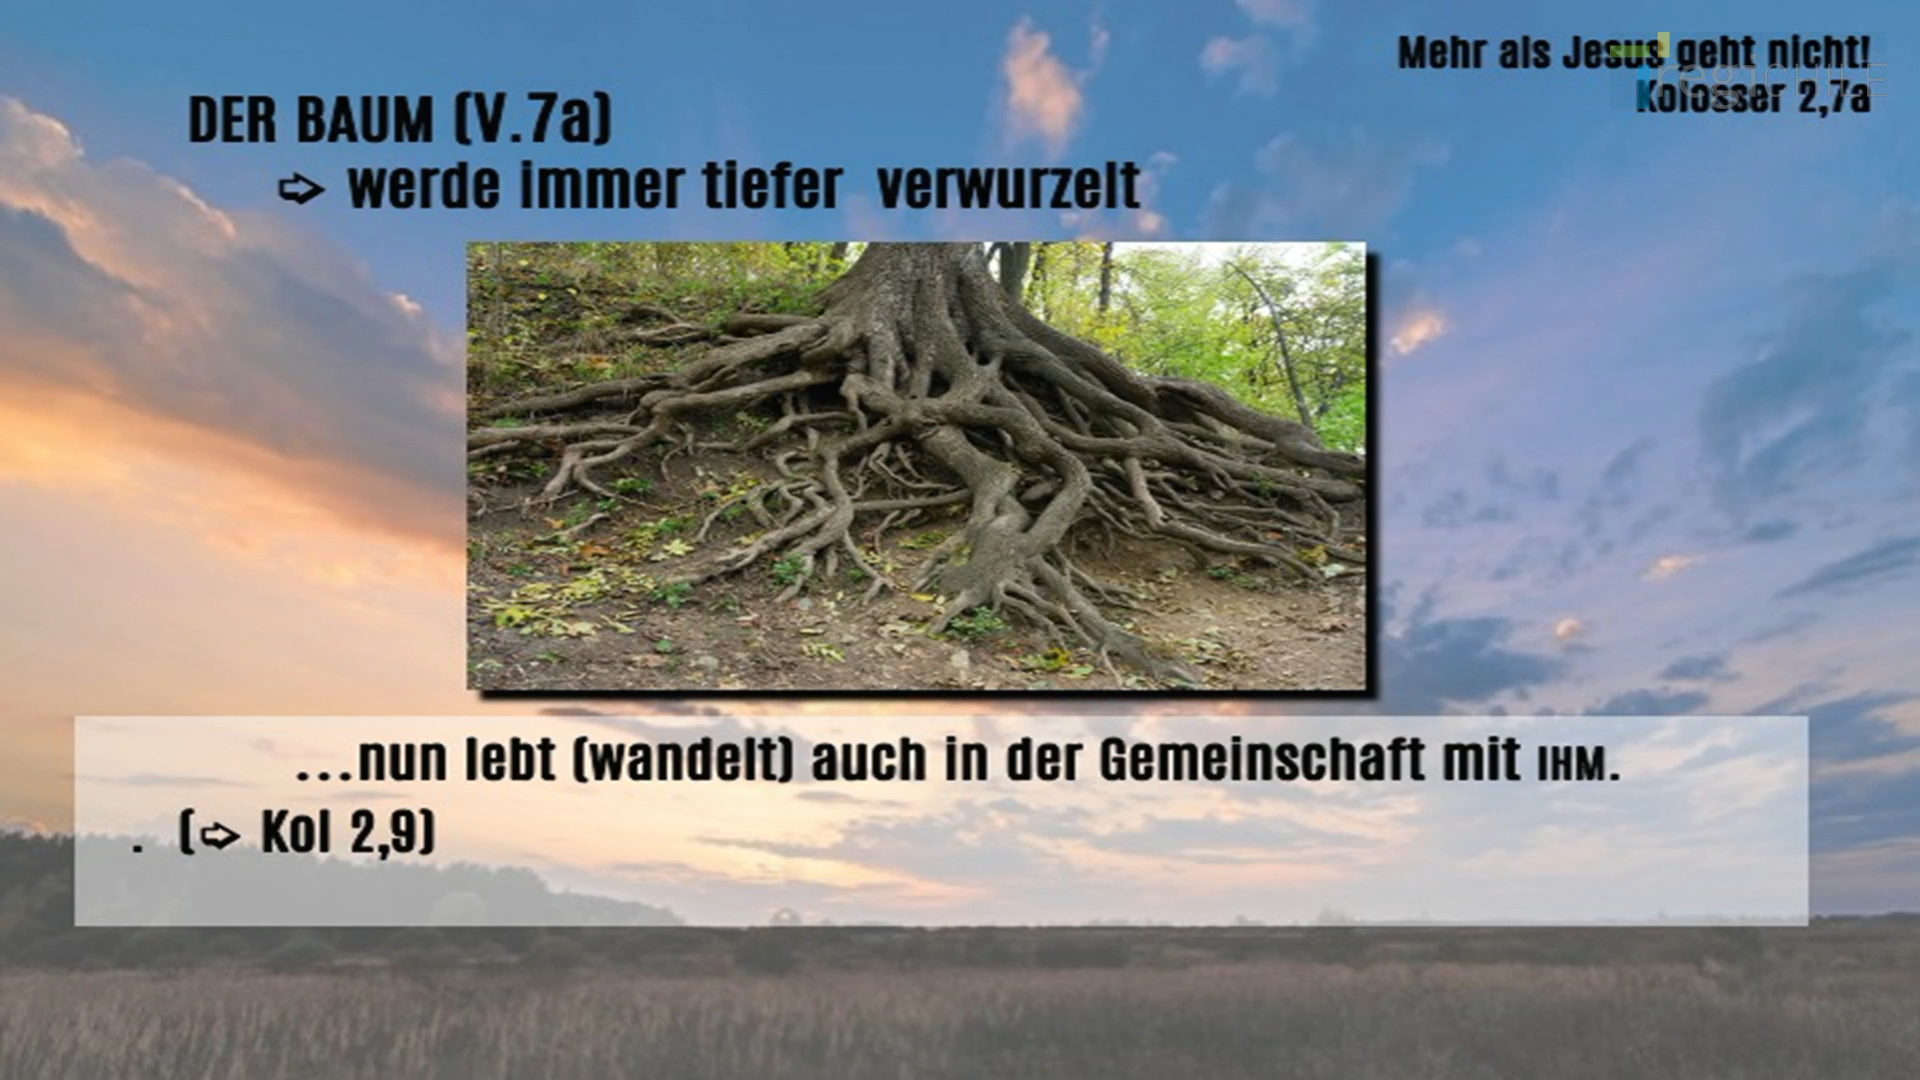 Mehr als Jesus geht nicht!
Kolosser 2,7a
DER BAUM (V.7a)
➩ werde immer tiefer verwurzelt
...nun lebt (wandelt) auch in der Gemeinschaft mit IHM.
. (➩ Kol 2,9)